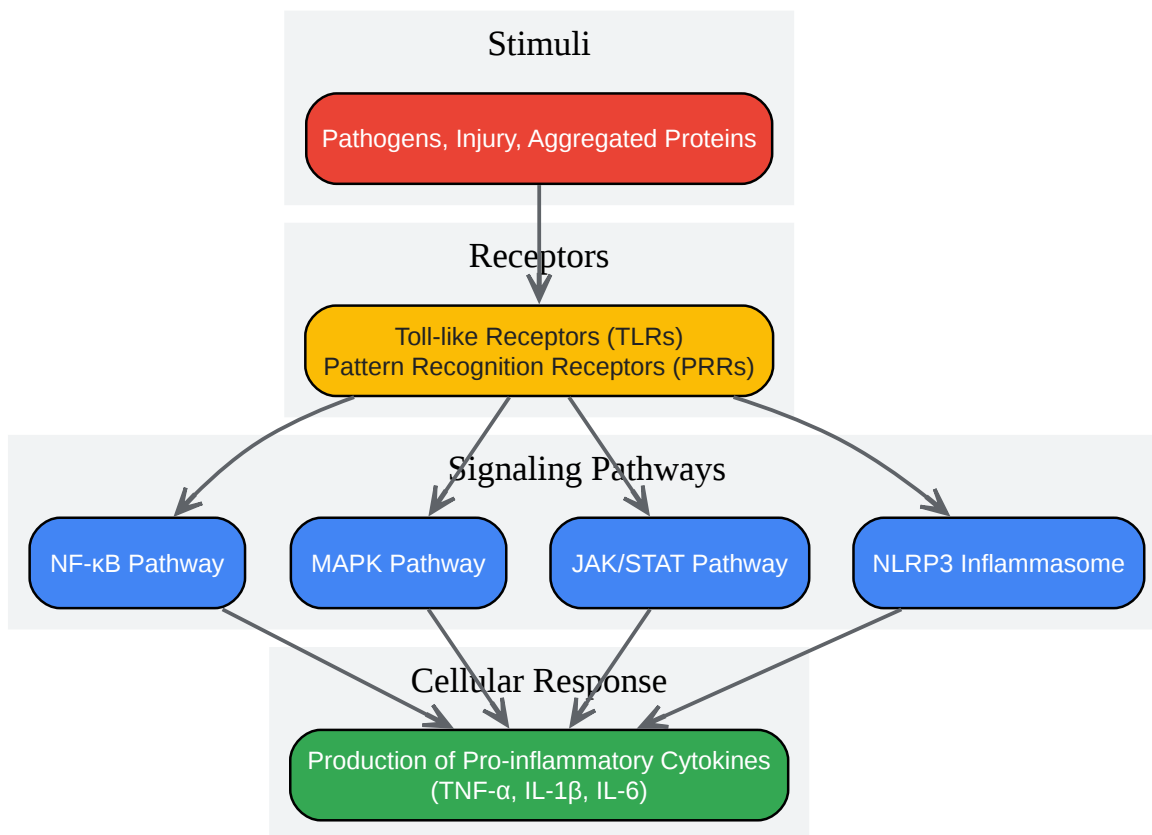 Stimuli
Pathogens, Injury, Aggregated Proteins
Receptors
Toll-like Receptors (TLRs)
Pattern Recognition Receptors (PRRs)
Signaling Pathways
NF-κB Pathway
MAPK Pathway
JAK/STAT Pathway
NLRP3 Inflammasome
Cellular Response
Production of Pro-inflammatory Cytokines
(TNF-α, IL-1β, IL-6)